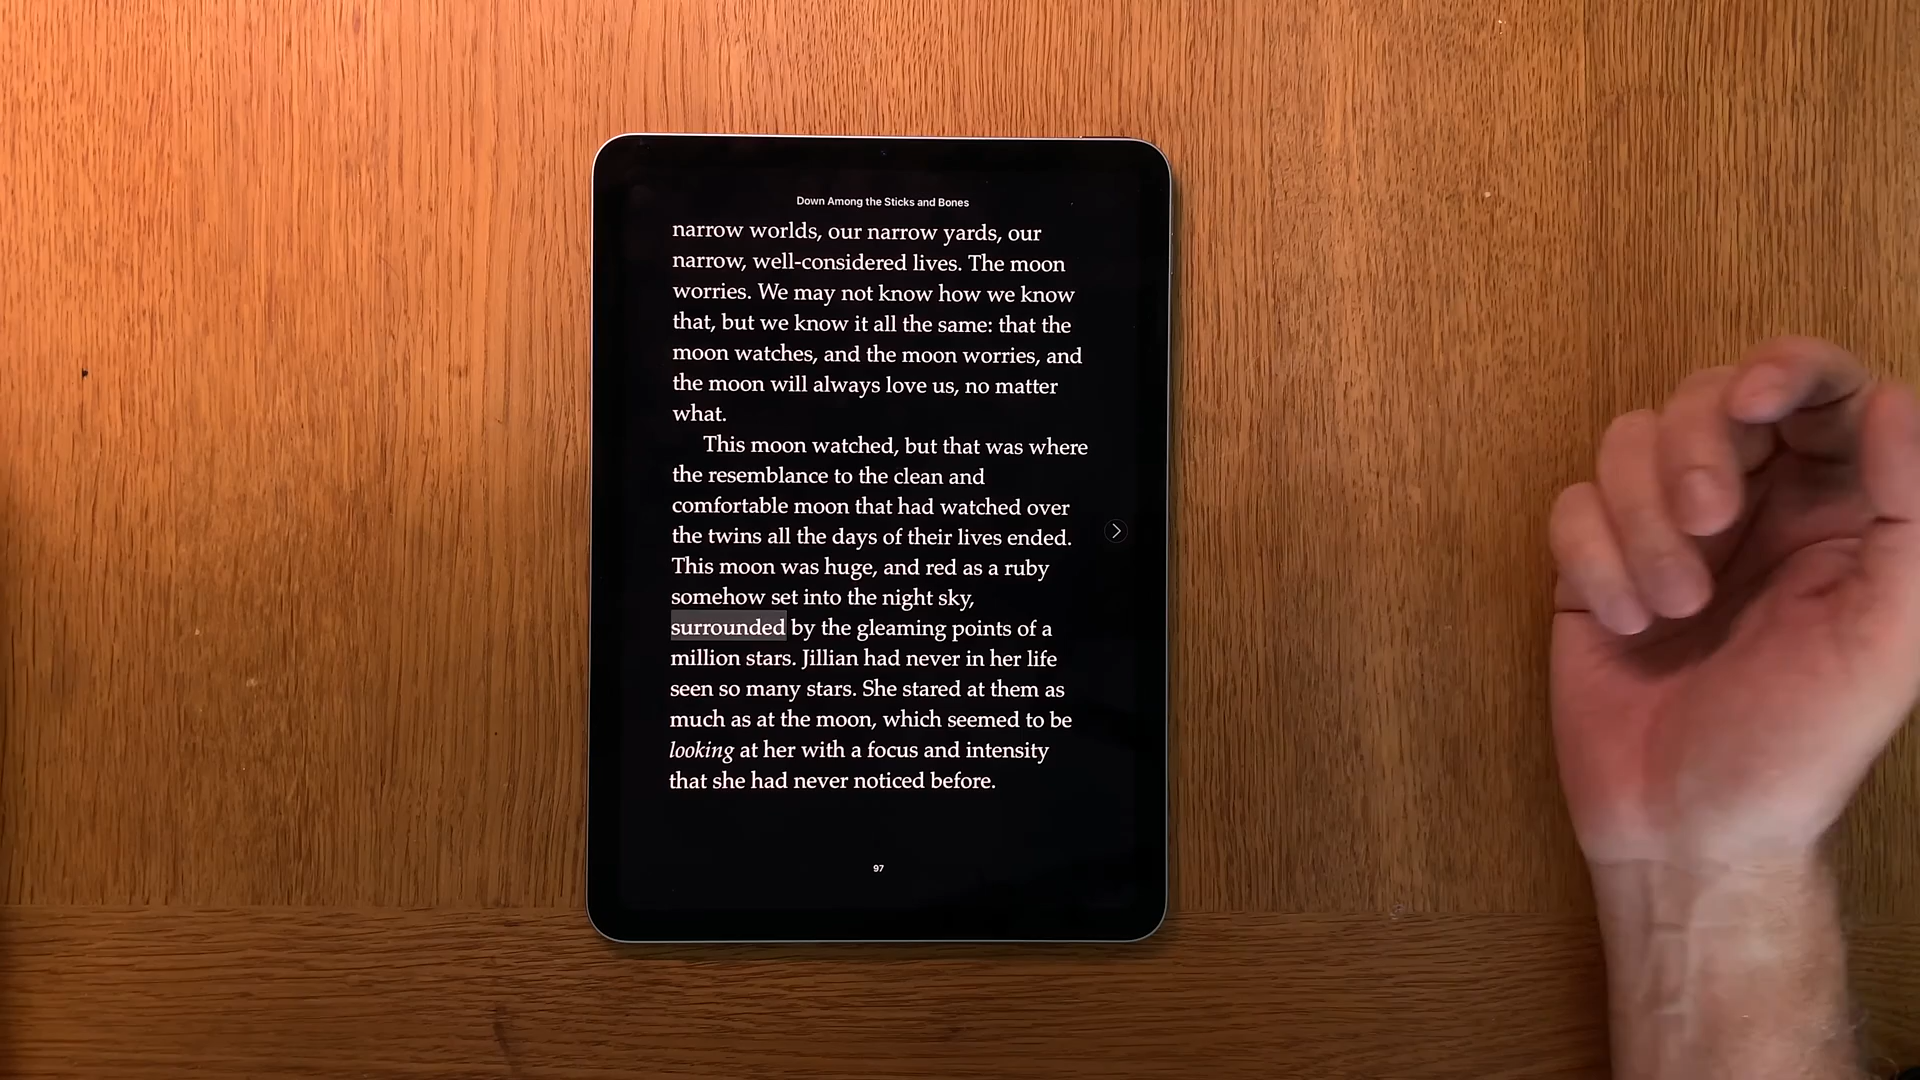 Down Among the Sticks and Bones
narrow worlds, our narrow yards, our
narrow, well-considered lives. The moon
worries. We may not know how we know
that, but we know it all the same: that the
moon watches, and the moon worries, and
the moon will always love us, no matter
what.
This moon watched, but that was where
the resemblance to the clean and
comfortable moon that had watched over
the twins all the days of their lives ended.
This moon was huge, and red as a ruby
somehow set into the night sky,
surrounded by the gleaming points of a
million stars. Jillian had never in her life
seen so many stars. She stared at them as
much as at the moon, which seemed to be
looking at her with a focus and intensity
that she had never noticed before.
97